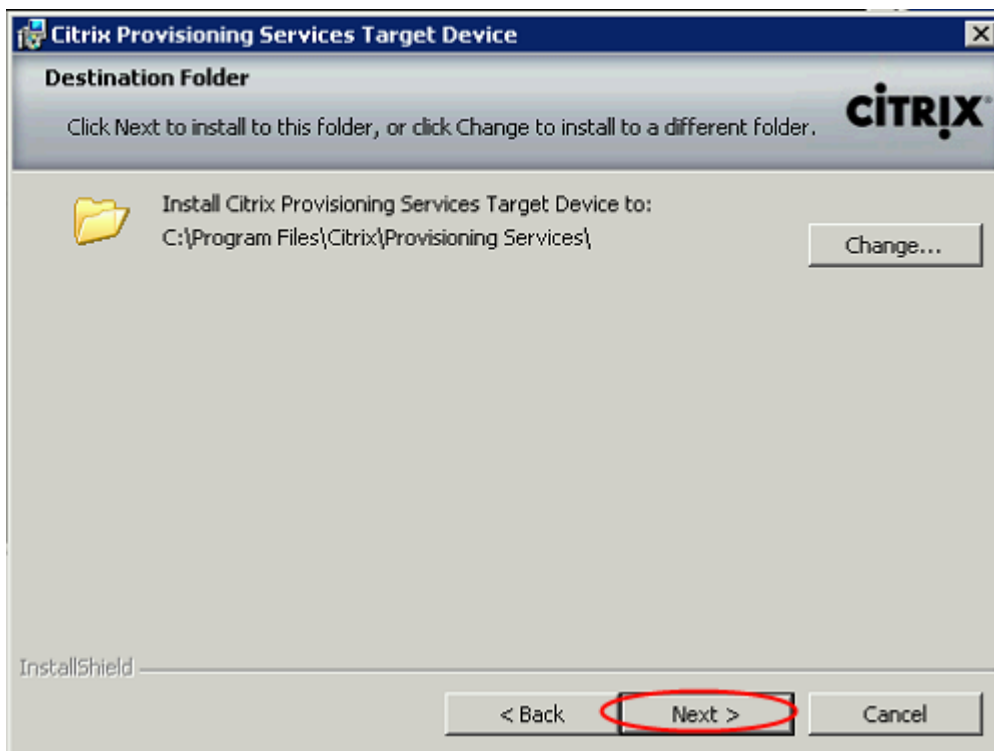 Citrix Provisioning Services Target Device
Destination Folder
Click Next to install to this folder, or click Change to install to a different folder.
CITRIX
Install Citrix Provisioning Services Target Device to:
C:\Program Files\Citrix\Provisioning Services\
Change...
InstallShield
< Back
Next >
Cancel